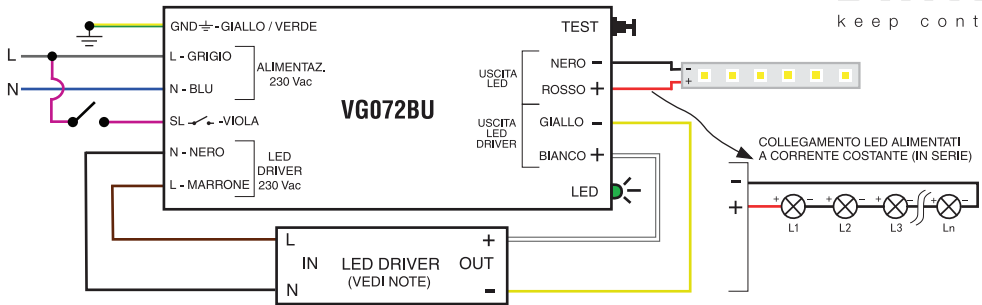 keep cont
GND - GIALLO / VERDE
TEST
L
L - GRIGIO
ALIMENTAZ.
230 Vac
N
N - BLU
SL - VIOLA
VG072BU
USCITA
LED
NERO -
ROSSO +
- +
USCITA
LED
DRIVER
GIALLO -
BIANCO +
N - NERO
L - MARRONE
LED
DRIVER
230 Vac
LED
COLLEGAMENTO LED ALIMENTATI
A CORRENTE COSTANTE (IN SERIE)
-
+
+ - + - + - + -
L1 L2 L3 Ln
L
IN
N
LED DRIVER
(VEDI NOTE)
+
OUT
-